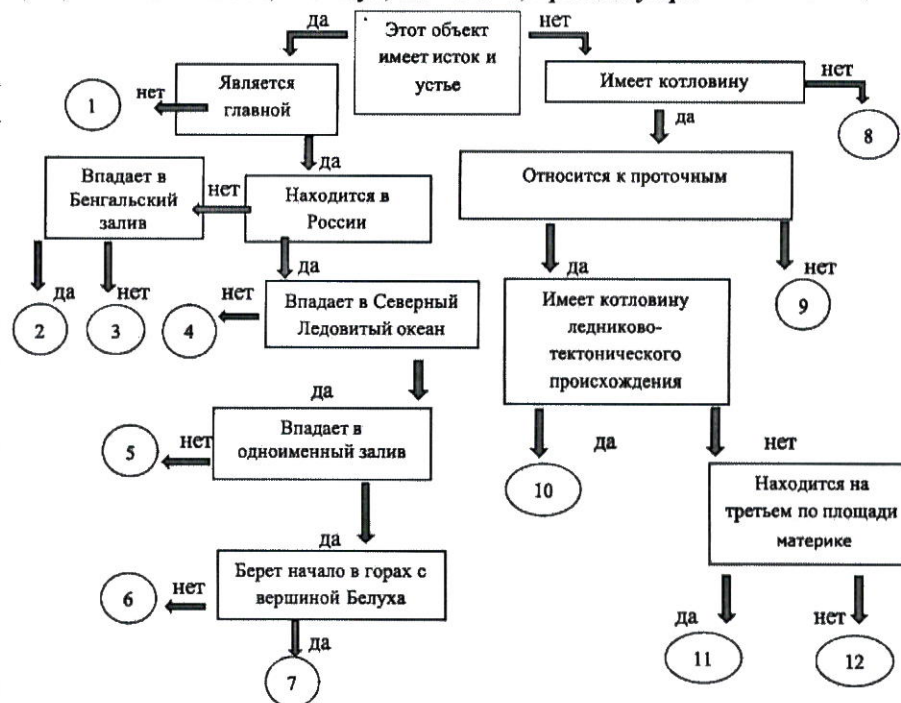 да
Этот объект
имеет исток и
устье
нет
Является
главной
нет
1
да
Имеет котловину
нет
8
да
Впадает в
Бенгальский
залив
нет
Находится в
России
Относится к проточным
да
2
нет
3
да
нет
4
Впадает в Северный
Ледовитый океан
да
Имеет котловину
ледниково-
тектонического
происхождения
нет
9
да
5
нет
Впадает в
одноименный залив
да
10
нет
Находится на
третьем по площади
материке
да
6
нет
Берет начало в горах с
вершиной Белуха
да
7
да
11
нет
12